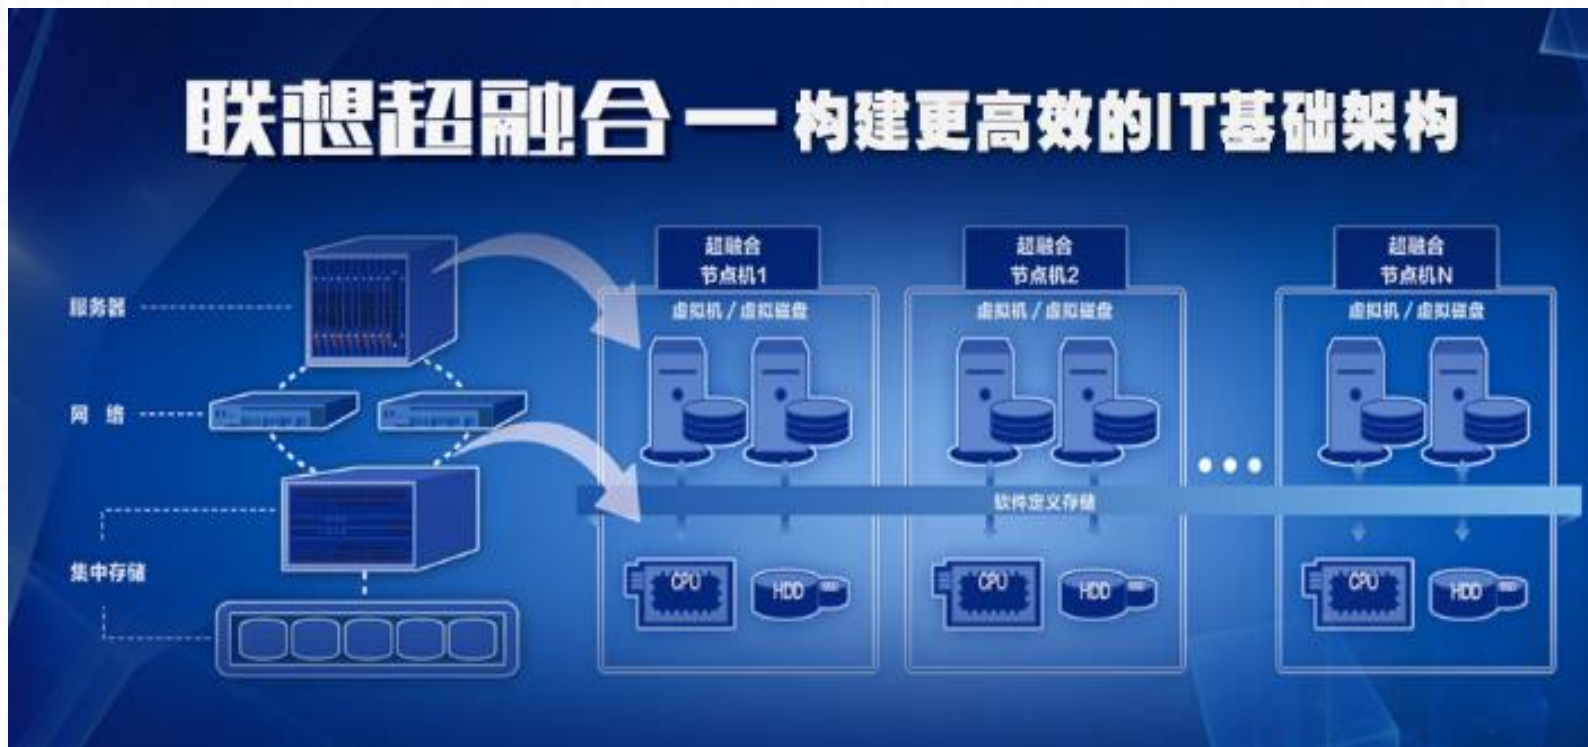 联想超融合一构建更高效的IT基础架构
服务器
网 络
集中存储
超融合
节点机1
虚拟机 / 虚拟磁盘
超融合
节点机2
虚拟机 / 虚拟磁盘
超融合
节点机N
虚拟机 / 虚拟磁盘
软件定义存储
CPU
HDD
CPU
HDD
CPU
HDD